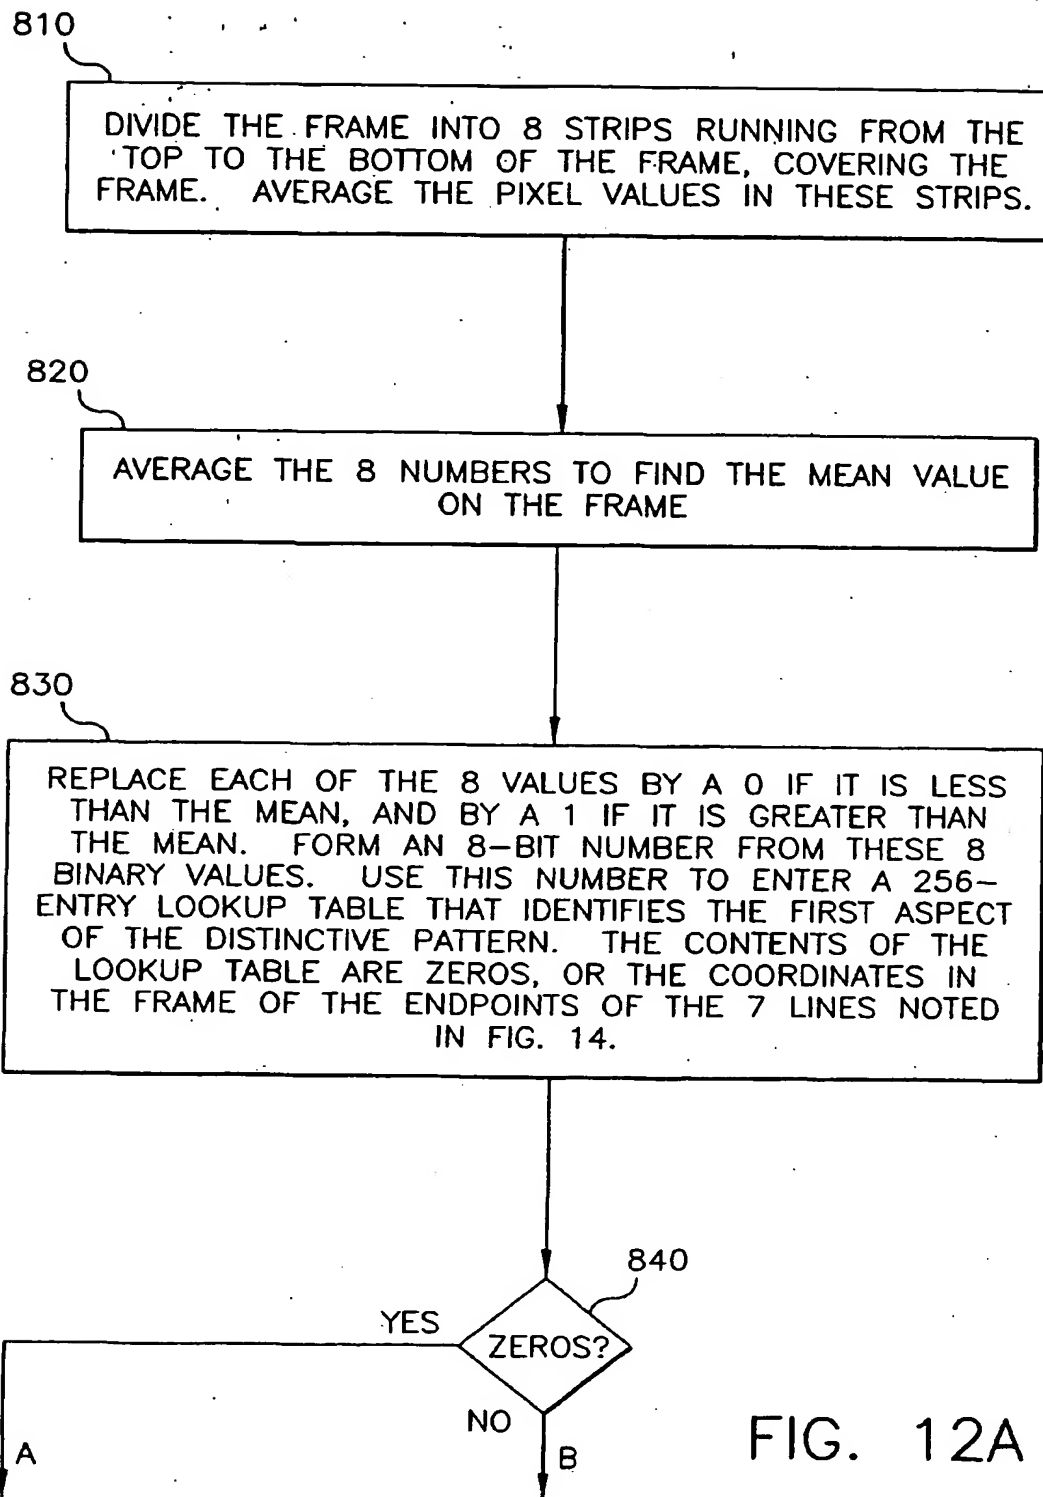 810
DIVIDE THE FRAME INTO 8 STRIPS RUNNING FROM THE
TOP TO THE BOTTOM OF THE FRAME, COVERING THE
FRAME. AVERAGE THE PIXEL VALUES IN THESE STRIPS.
820
AVERAGE THE 8 NUMBERS TO FIND THE MEAN VALUE
ON THE FRAME
830
REPLACE EACH OF THE 8 VALUES BY A 0 IF IT IS LESS
THAN THE MEAN, AND BY A 1 IF IT IS GREATER THAN
THE MEAN. FORM AN 8-BIT NUMBER FROM THESE 8
BINARY VALUES. USE THIS NUMBER TO ENTER A 256-
ENTRY LOOKUP TABLE THAT IDENTIFIES THE FIRST ASPECT
OF THE DISTINCTIVE PATTERN. THE CONTENTS OF THE
LOOKUP TABLE ARE ZEROS, OR THE COORDINATES IN
THE FRAME OF THE ENDPOINTS OF THE 7 LINES NOTED
IN FIG. 14.
840
YES
ZEROS?
NO
A
B
FIG. 12A